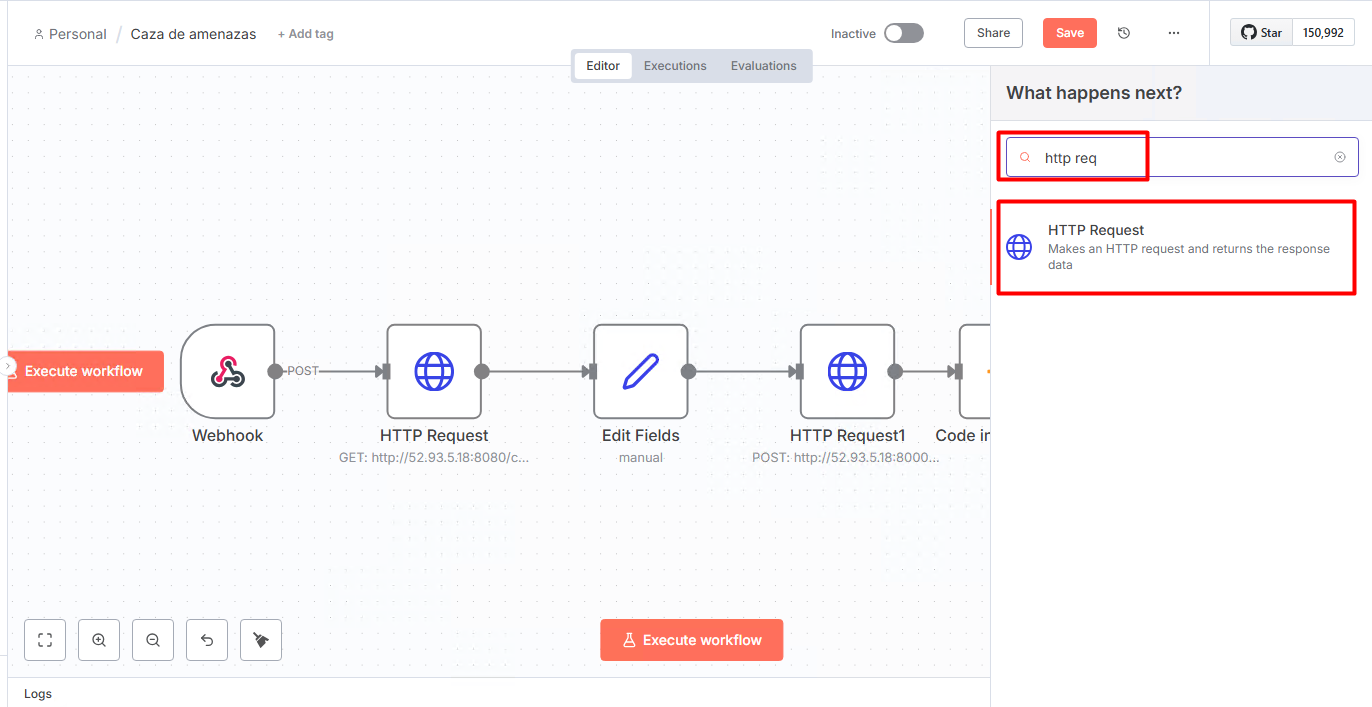 Personal / Caza de amenazas + Add tag
Inactive
Share
Save
Star 150,992
Editor Executions Evaluations
What happens next?
http req
HTTP Request
Makes an HTTP request and returns the response
data
Execute workflow
POST
Webhook
HTTP Request
GET: http://52.93.5.18:8080/c...
Edit Fields
manual
HTTP Request1
POST: http://52.93.5.18:8000...
Code in
Execute workflow
Logs